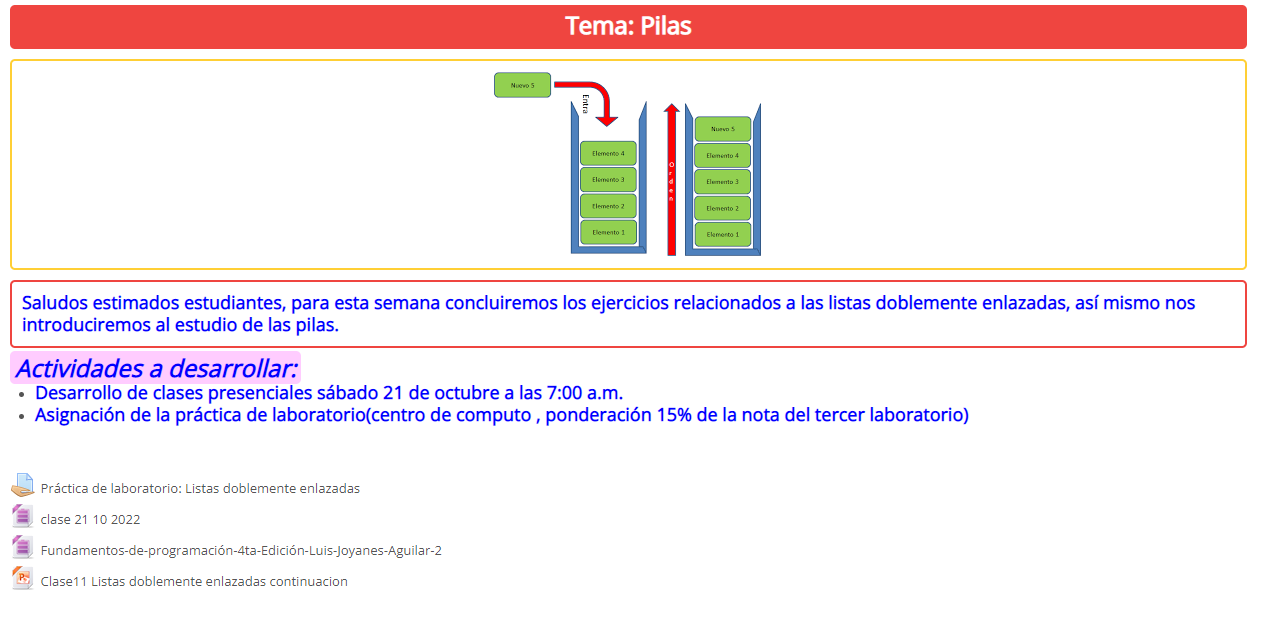 Tema: Pilas
Nuevo 5
Entra
Elemento 4
Elemento 3
Elemento 2
Elemento 1
Orden
Nuevo 5
Elemento 4
Elemento 3
Elemento 2
Elemento 1
Saludos estimados estudiantes, para esta semana concluiremos los ejercicios relacionados a las listas doblemente enlazadas, así mismo nos
introduciremos al estudio de las pilas.
Actividades a desarrollar:
• Desarrollo de clases presenciales sábado 21 de octubre a las 7:00 a.m.
• Asignación de la práctica de laboratorio(centro de computo , ponderación 15% de la nota del tercer laboratorio)
Práctica de laboratorio: Listas doblemente enlazadas
clase 21 10 2022
Fundamentos-de-programación-4ta-Edición-Luis-Joyanes-Aguilar-2
Clase11 Listas doblemente enlazadas continuacion